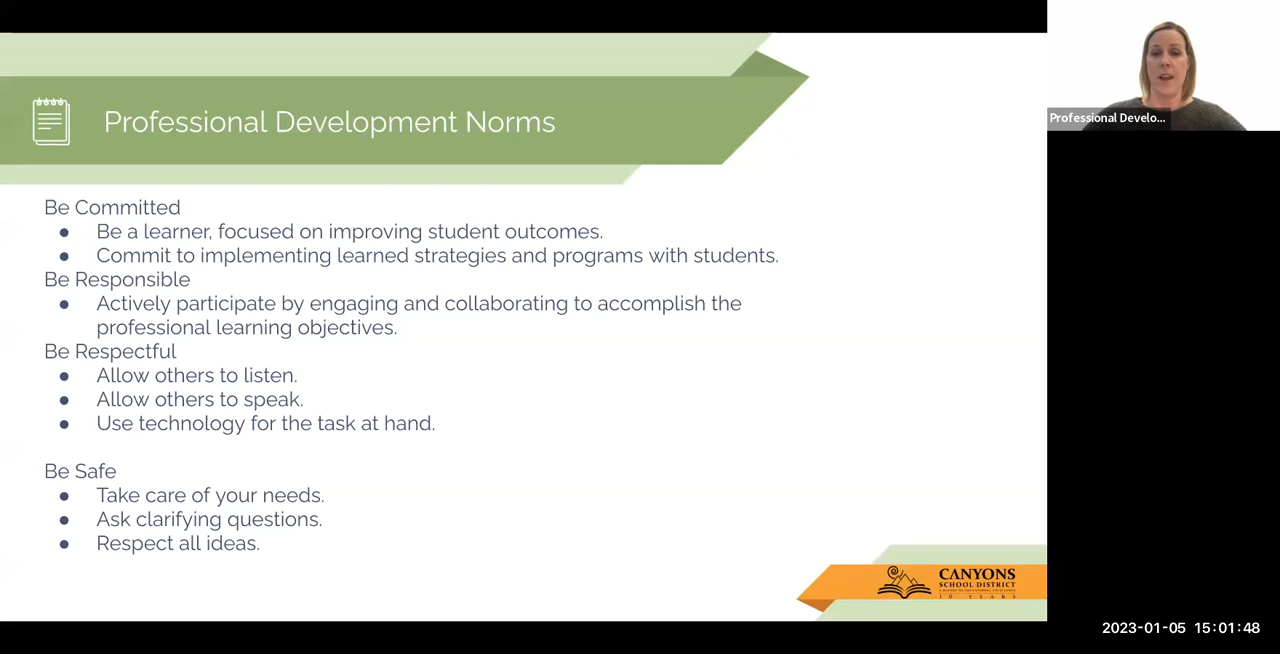 Professional Development Norms
Professional Develo...
Be Committed
● Be a learner, focused on improving student outcomes.
● Commit to implementing learned strategies and programs with students.
Be Responsible
● Actively participate by engaging and collaborating to accomplish the
professional learning objectives.
Be Respectful
● Allow others to listen.
● Allow others to speak.
● Use technology for the task at hand.
Be Safe
● Take care of your needs.
● Ask clarifying questions.
● Respect all ideas.
CANYONS
SCHOOL DISTRICT
10 YEARS
2023-01-05 15:01:48